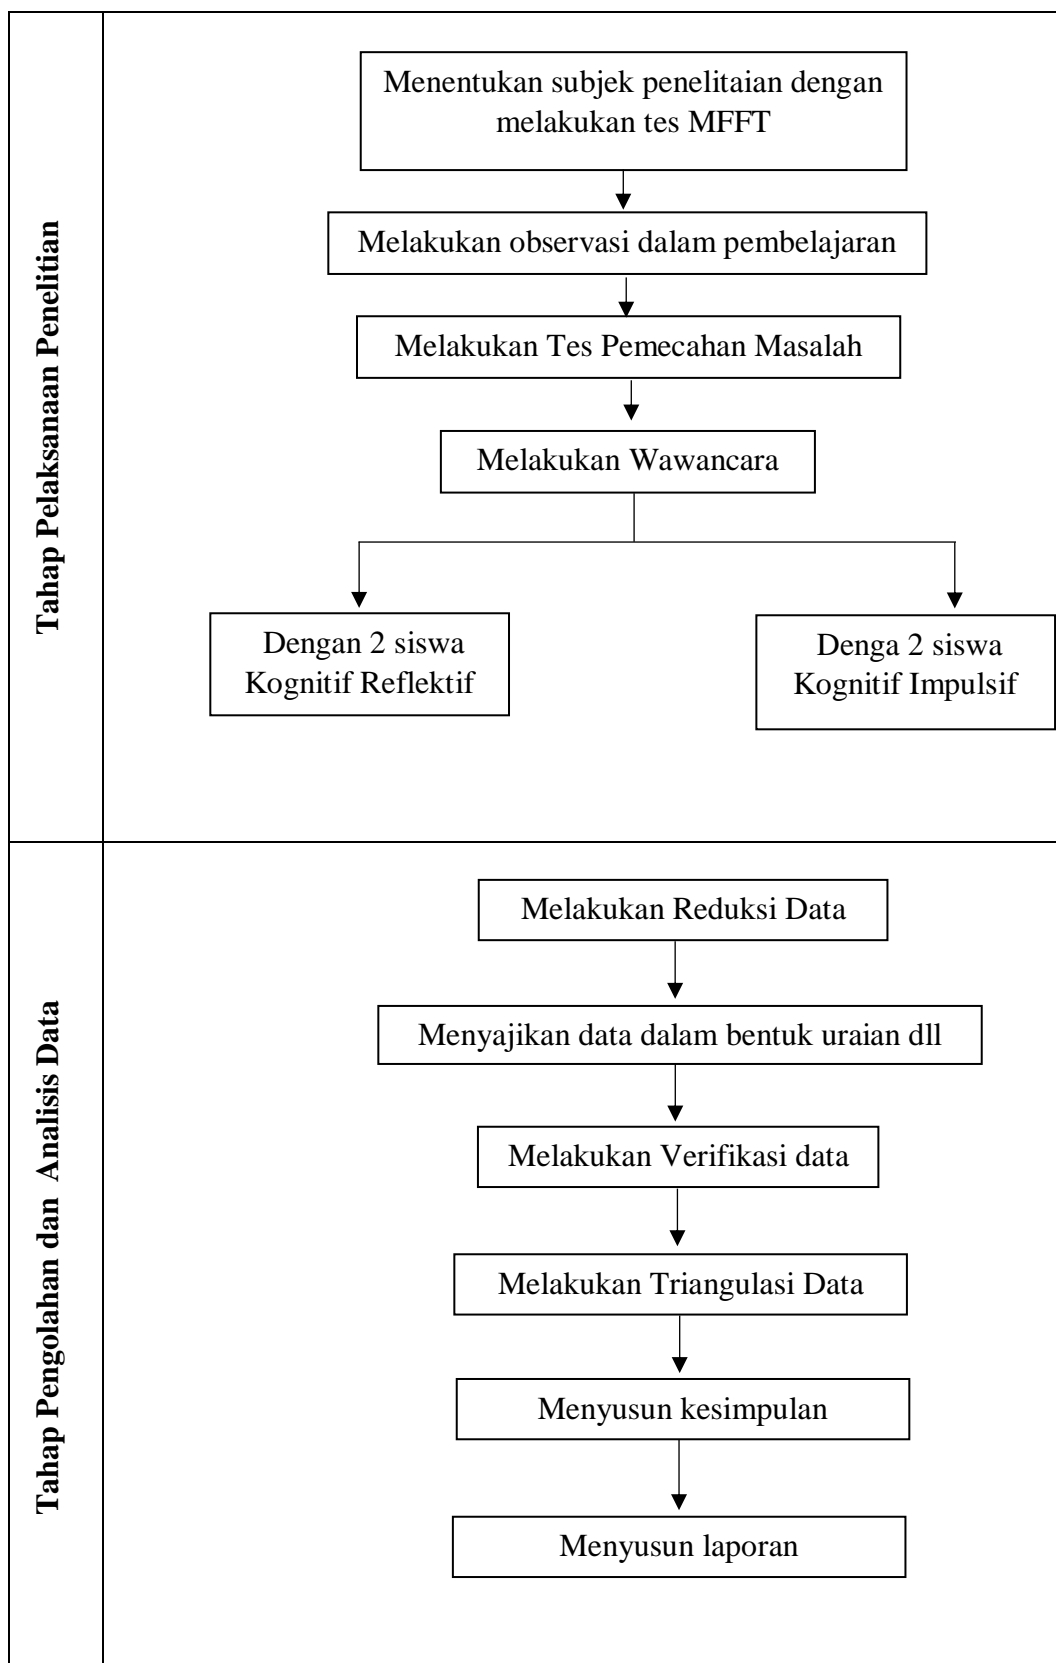 Tahap Pelaksanaan Penelitian
Menentukan subjek penelitaian dengan
melakukan tes MFFT
Melakukan observasi dalam pembelajaran
Melakukan Tes Pemecahan Masalah
Melakukan Wawancara
Dengan 2 siswa
Kognitif Reflektif
Denga 2 siswa
Kognitif Impulsif
Tahap Pengolahan dan Analisis Data
Melakukan Reduksi Data
Menyajikan data dalam bentuk uraian dll
Melakukan Verifikasi data
Melakukan Triangulasi Data
Menyusun kesimpulan
Menyusun laporan